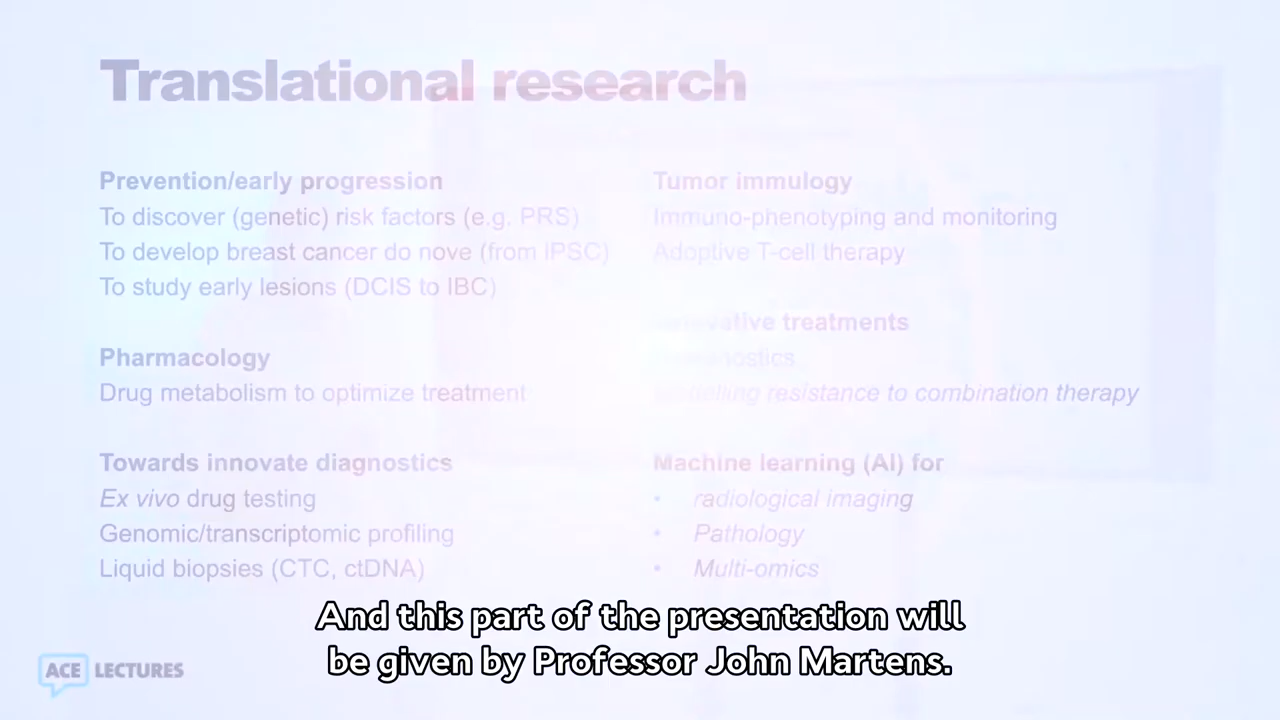 Translational research
Prevention/early progression
To discover (genetic) risk factors (e.g. PRS)
To develop breast cancer do nove (from IPSC)
To study early lesions (DCIS to IBC)
Pharmacology
Drug metabolism to optimize treatment
Towards innovate diagnostics
Ex vivo drug testing
Genomic/transcriptomic profiling
Liquid biopsies (CTC, ctDNA)
Tumor immulogy
Immuno-phenotyping and monitoring
Adoptive T-cell therapy
treatments
resistance to combination therapy
Machine learning (AI) for
• radiological imaging
• Pathology
• Multi-omics
And this part of the presentation will
be given by Professor John Martens.
ACE LECTURES